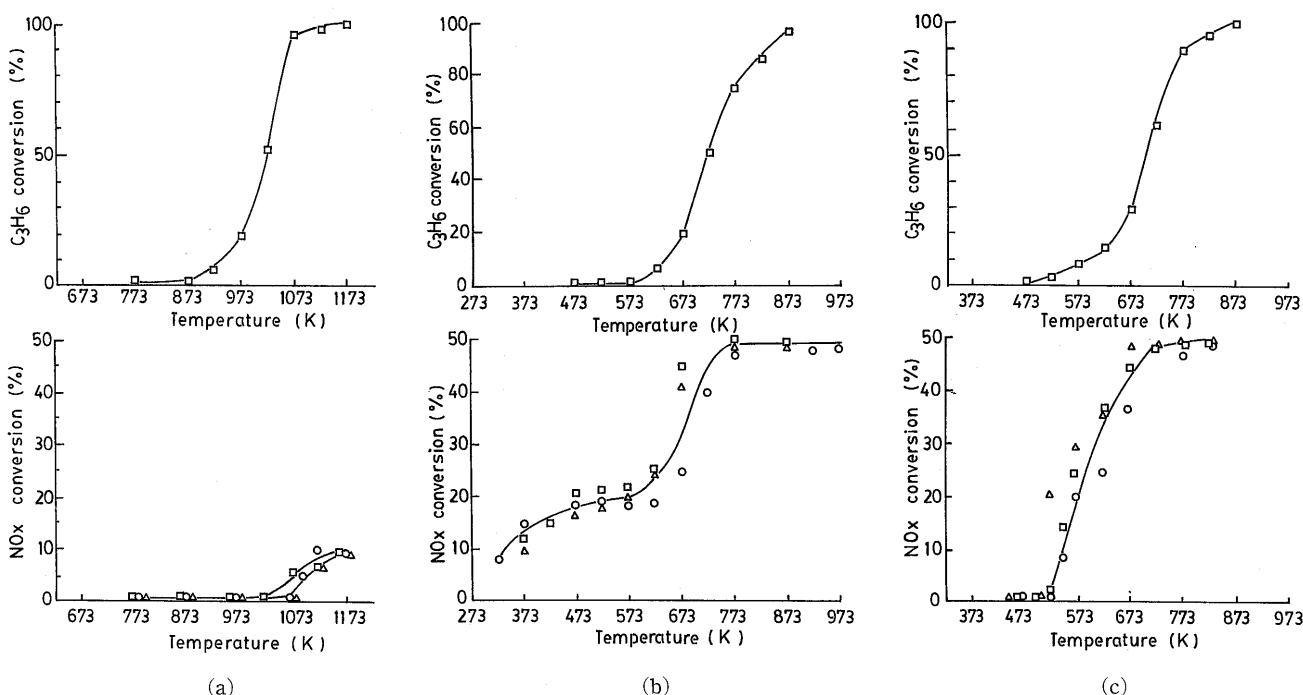 C₃H₆ conversion (%)
100
50
0
673 773 873 973 1073 1173
Temperature (K)
NOx conversion (%)
50
40
30
20
10
0
673 773 873 973 1073 1173
Temperature (K)
(a)
C₃H₆ conversion (%)
100
80
60
40
20
0
273 373 473 573 673 773 873 973
Temperature (K)
NOx conversion (%)
50
40
30
20
10
0
273 373 473 573 673 773 873 973
Temperature (K)
(b)
C₃H₆ conversion (%)
100
50
0
373 473 573 673 773 873 973
Temperature (K)
NOx conversion (%)
50
40
30
20
10
0
373 473 573 673 773 873 973
Temperature (K)
(c)